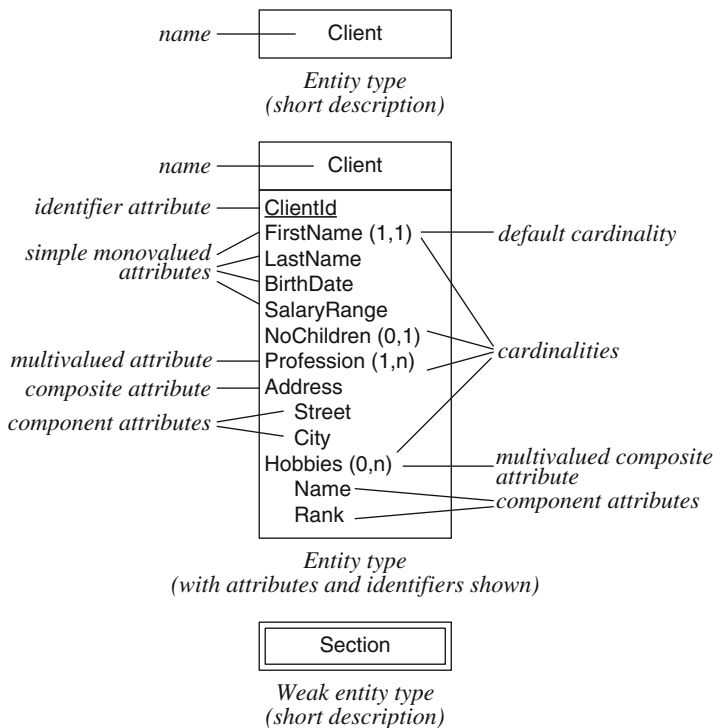 name
Client
Entity type
(short description)
name
Client
identifier attribute
ClientId
simple monovalued
attributes
FirstName (1,1)
default cardinality
LastName
BirthDate
SalaryRange
NoChildren (0,1)
cardinalities
multivalued attribute
Profession (1,n)
composite attribute
Address
component attributes
Street
City
Hobbies (0,n)
multivalued composite
attribute
Name
component attributes
Rank
Entity type
(with attributes and identifiers shown)
Section
Weak entity type
(short description)